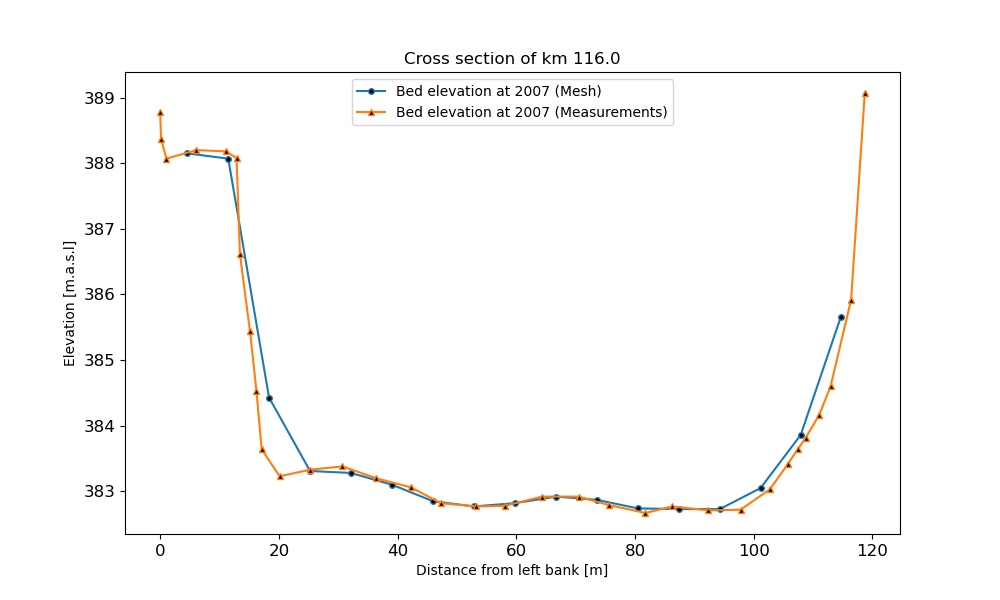 Cross section of km 116.0
Bed elevation at 2007 (Mesh)
Bed elevation at 2007 (Measurements)
Elevation [m.a.s.l]
389
388
387
386
385
384
383
0 20 40 60 80 100 120
Distance from left bank [m]